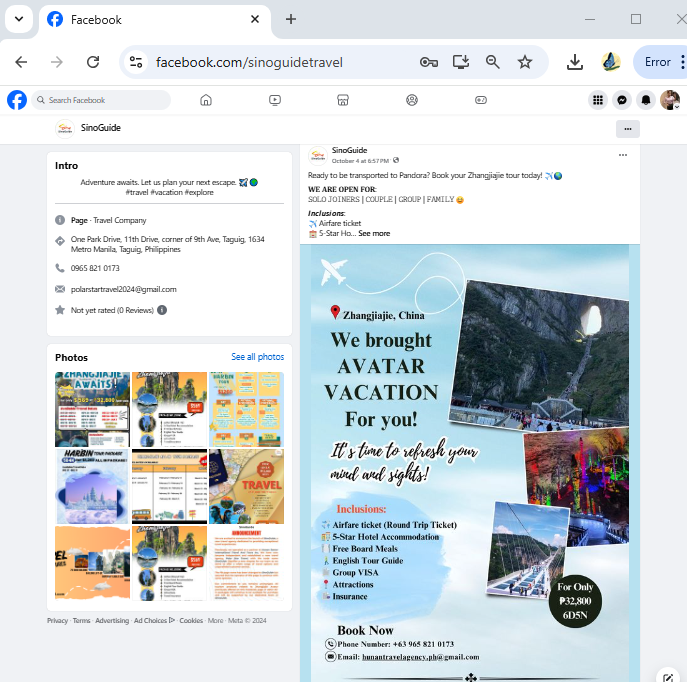 Facebook
facebook.com/sinoguidetravel
Error
Search Facebook
SinoGuide
Intro
Adventure awaits. Let us plan your next escape.
#travel #vacation #explore
Page · Travel Company
One Park Drive, 11th Drive, corner of 9th Ave, Taguig, 1634
Metro Manila, Taguig, Philippines
0965 821 0173
polarstartravel2024@gmail.com
Not yet rated (0 Reviews)
Photos
See all photos
ZHANGJIAJIE
AWAITS!
HARBIN TOUR PACKAGE
TRAVEL
ANNOUNCEMENT
Privacy · Terms · Advertising · Ad Choices · Cookies · More · Meta © 2024
SinoGuide
October 4 at 6:57 PM
Ready to be transported to Pandora? Book your Zhangjiajie tour today!
WE ARE OPEN FOR:
SOLO JOINERS | COUPLE | GROUP | FAMILY
Inclusions:
Airfare ticket
5-Star Ho... See more
Zhangjiajie, China
We brought
AVATAR
VACATION
For you!
It's time to refresh your
mind and sights!
Inclusions:
Airfare ticket (Round Trip Ticket)
5-Star Hotel Accommodation
Free Board Meals
English Tour Guide
Group VISA
Attractions
Insurance
For Only
₱32,800
6D5N
Book Now
Phone Number: +63 965 821 0173
Email: hunantravelagency.ph@gmail.com